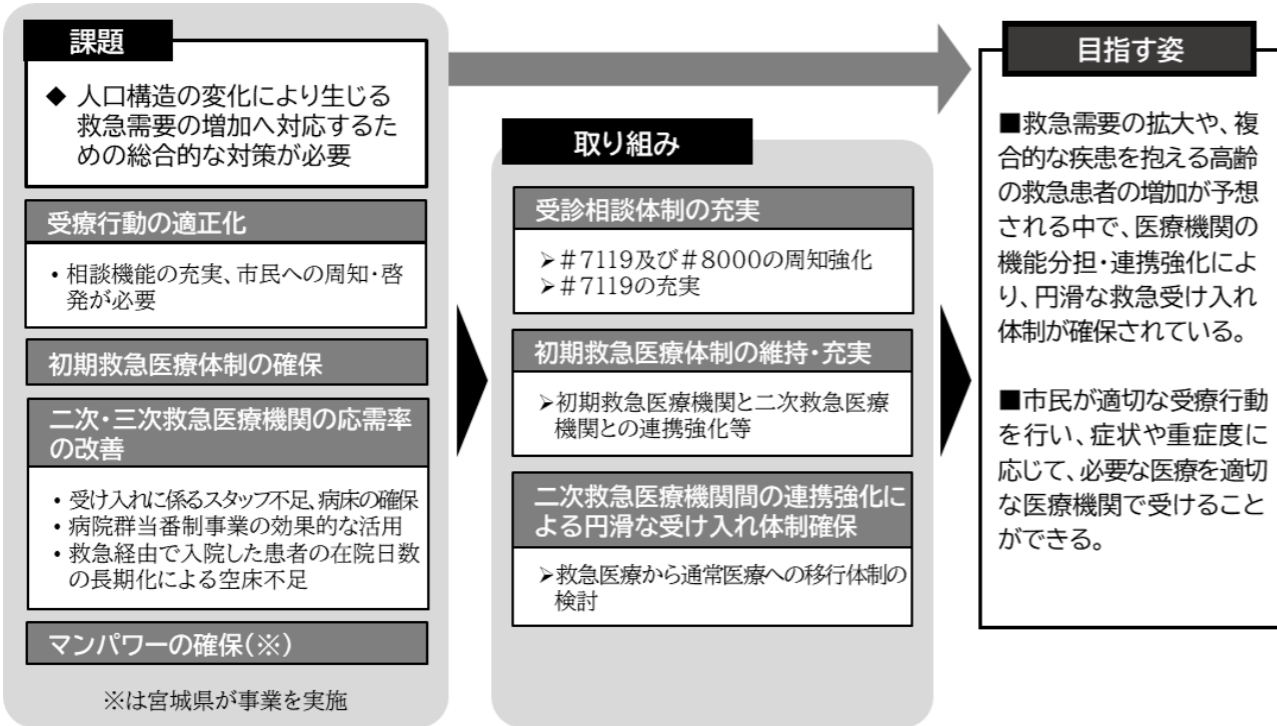 課題
◆ 人口構造の変化により生じる
救急需要の増加へ対応するた
めの総合的な対策が必要
受療行動の適正化
・相談機能の充実、市民への周知・啓
発が必要
初期救急医療体制の確保
二次・三次救急医療機関の応需率
の改善
・受け入れに係るスタッフ不足、病床の確保
・病院群当番制事業の効果的な活用
・救急経由で入院した患者の在院日数
の長期化による空床不足
マンパワーの確保(※)
※は宮城県が事業を実施
取り組み
受診相談体制の充実
➢#7119及び#8000の周知強化
➢#7119の充実
初期救急医療体制の維持・充実
➢初期救急医療機関と二次救急医療
機関との連携強化等
二次救急医療機関間の連携強化に
よる円滑な受け入れ体制確保
➢救急医療から通常医療への移行体制の
検討
目指す姿
■救急需要の拡大や、複
合的な疾患を抱える高齢
の救急患者の増加が予想
される中で、医療機関の
機能分担・連携強化によ
り、円滑な救急受け入れ
体制が確保されている。
■市民が適切な受療行動
を行い、症状や重症度に
応じて、必要な医療を適切
な医療機関で受けること
ができる。